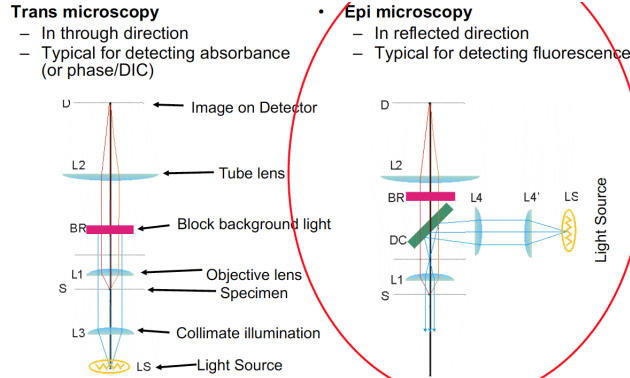 Trans microscopy
– In through direction
– Typical for detecting absorbance
(or phase/DIC)
• Epi microscopy
– In reflected direction
– Typical for detecting fluorescence
D
Image on Detector
L2
Tube lens
BR
Block background light
L1
Objective lens
S
Specimen
L3
Collimate illumination
LS
Light Source
D
L2
BR
L4
L4'
LS
DC
L1
S
Light Source